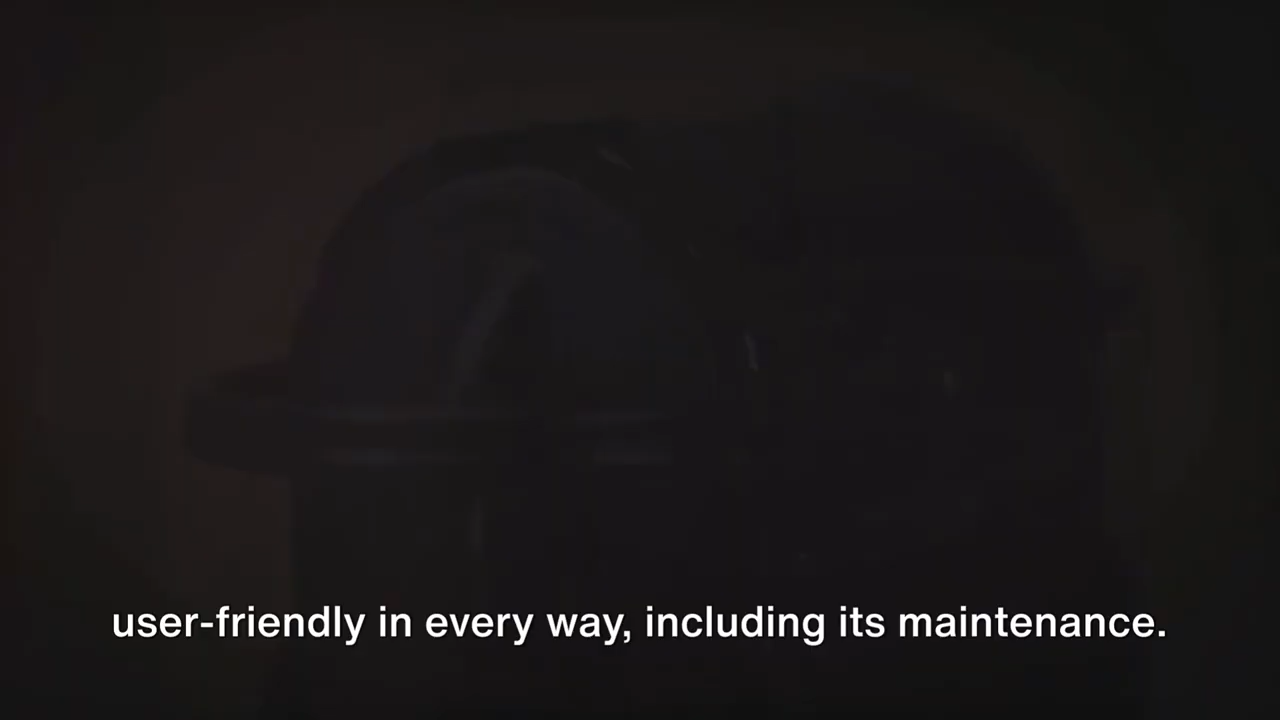 user-friendly in every way, including its maintenance.